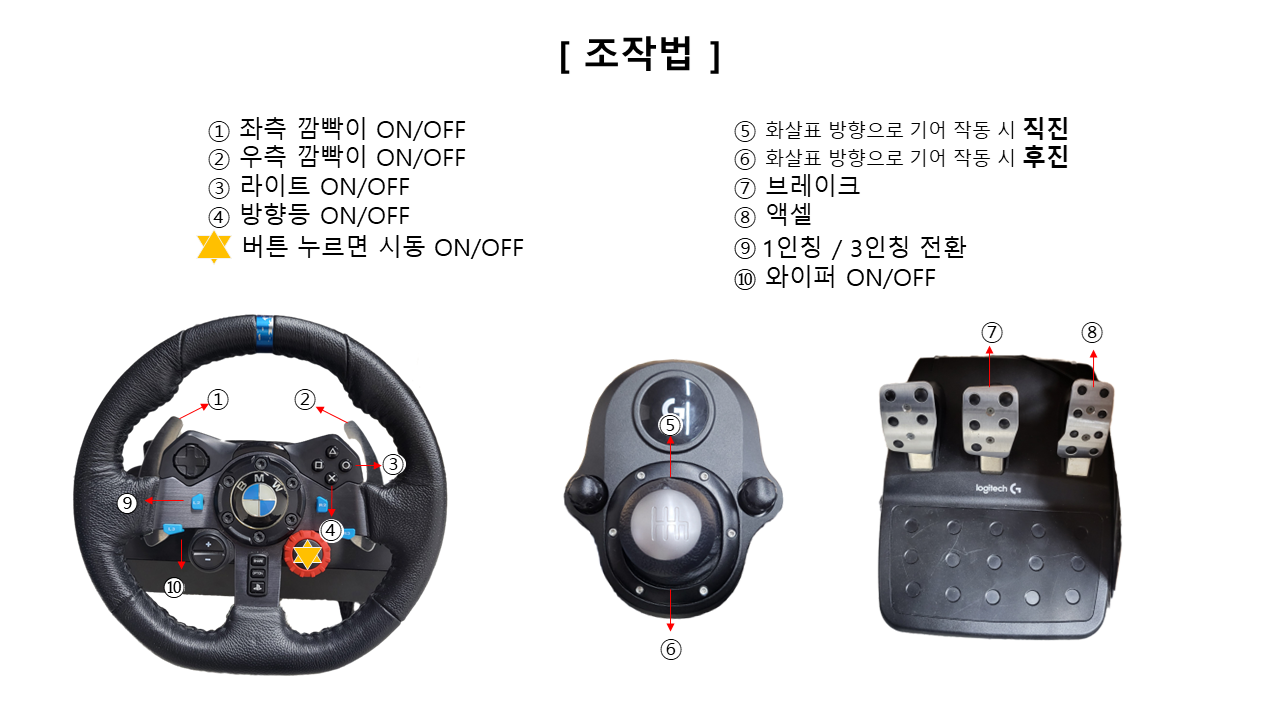 [ 조작법 ]
① 좌측 깜빡이 ON/OFF
② 우측 깜빡이 ON/OFF
③ 라이트 ON/OFF
④ 방향등 ON/OFF
버튼 누르면 시동 ON/OFF
⑤ 화살표 방향으로 기어 작동 시 직진
⑥ 화살표 방향으로 기어 작동 시 후진
⑦ 브레이크
⑧ 액셀
⑨ 1인칭 / 3인칭 전환
⑩ 와이퍼 ON/OFF
①
②
③
④
⑨
⑩
BMW
⑤
⑥
⑦
⑧
logitech G